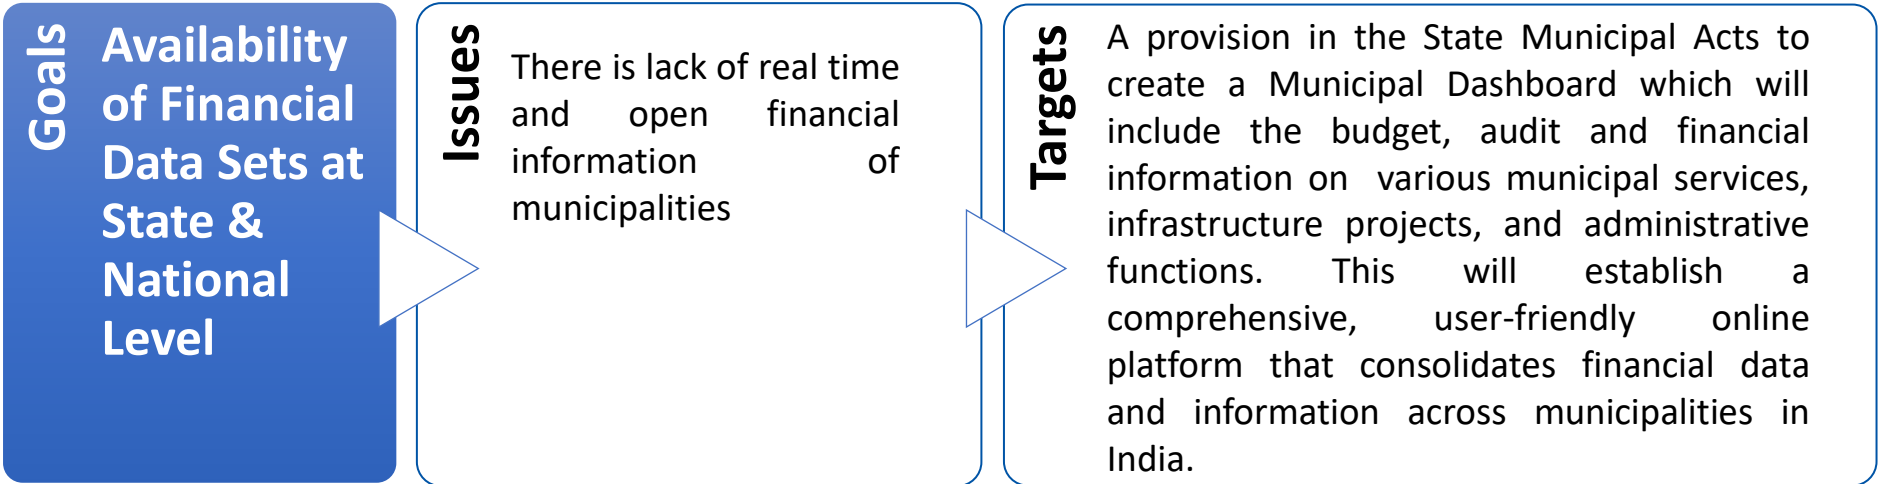 Goals
Availability
of Financial
Data Sets at
State &
National
Level
Issues
There is lack of real time
and open financial
information of
municipalities
Targets
A provision in the State Municipal Acts to
create a Municipal Dashboard which will
include the budget, audit and financial
information on various municipal services,
infrastructure projects, and administrative
functions. This will establish a
comprehensive, user-friendly online
platform that consolidates financial data
and information across municipalities in
India.